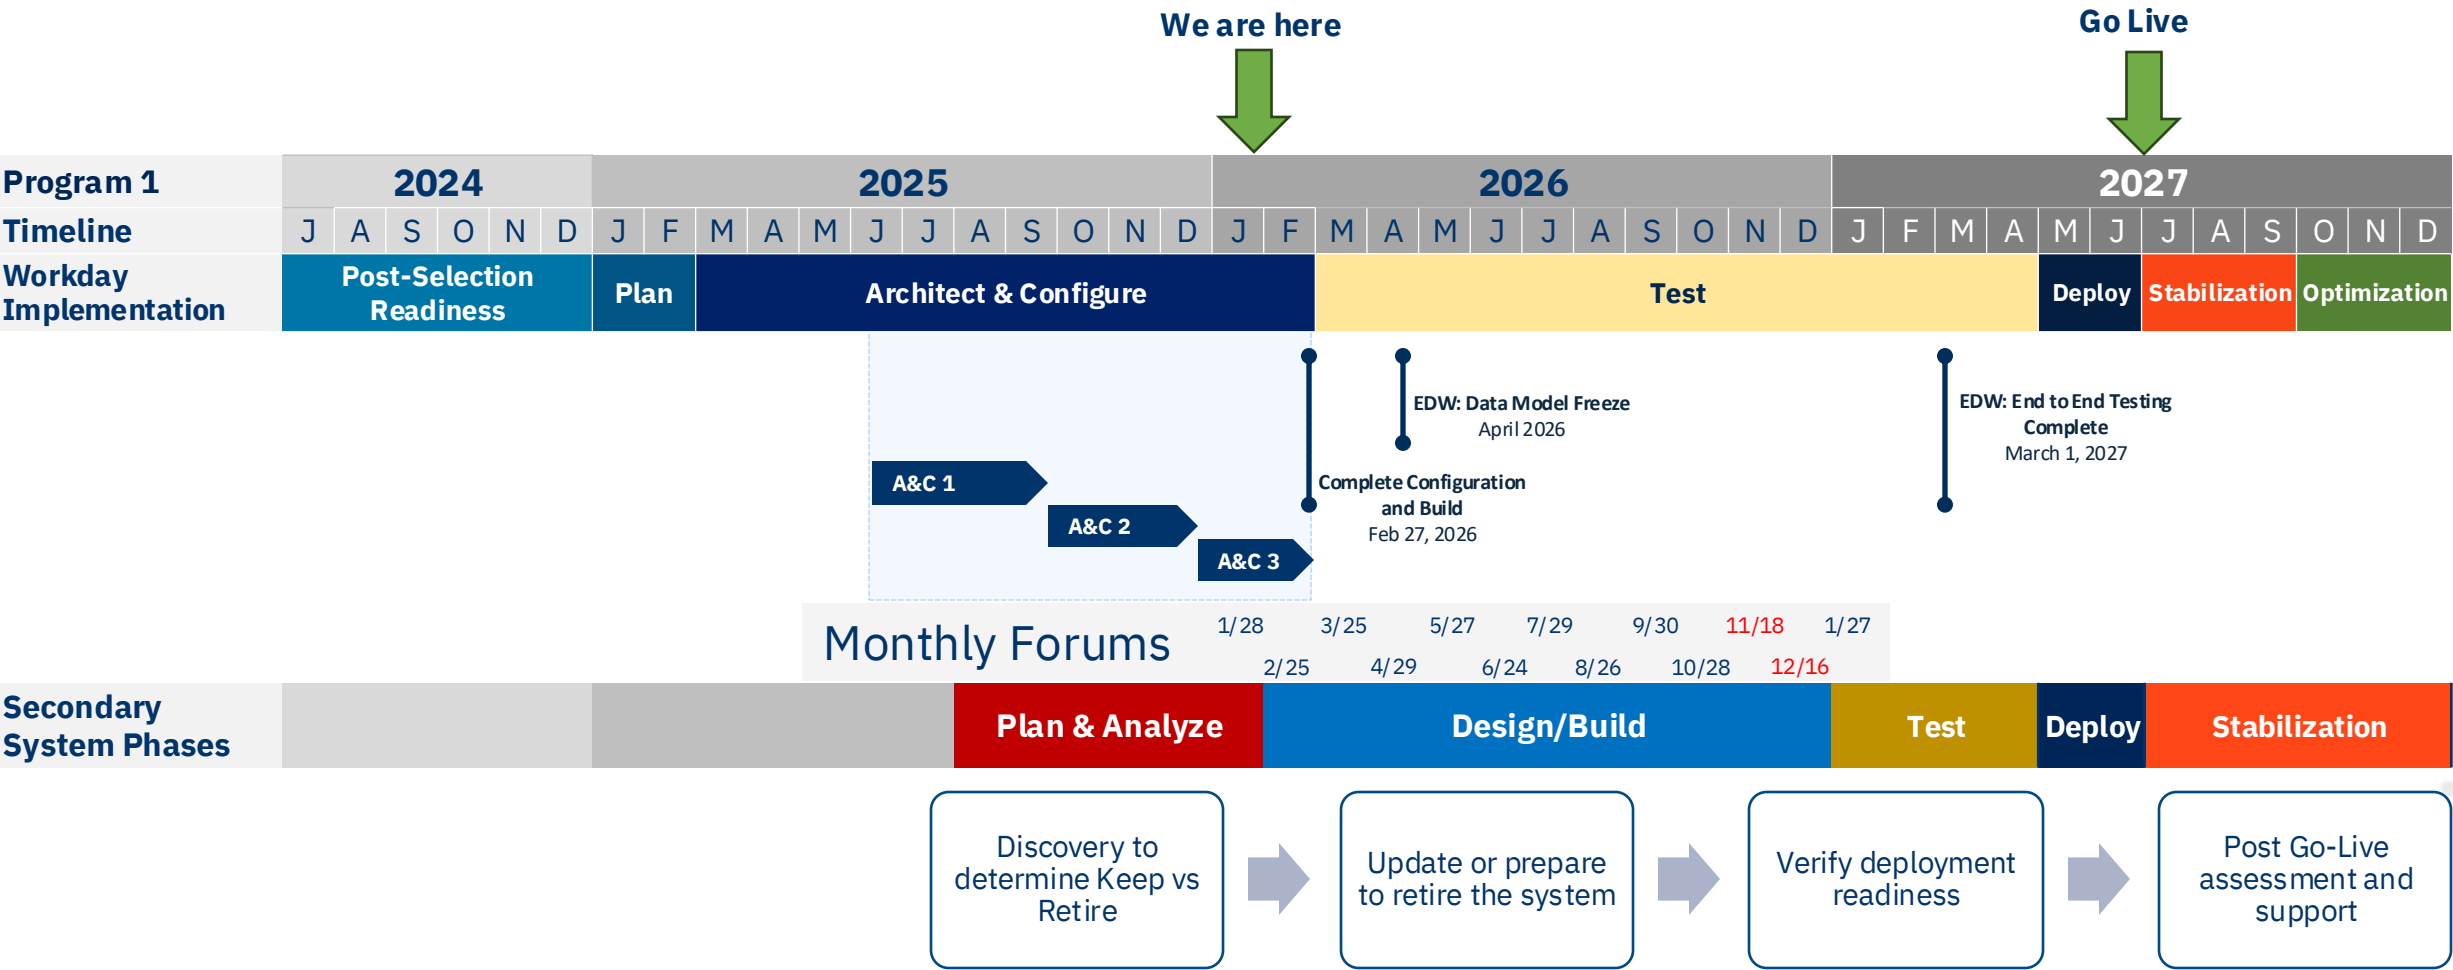 We are here
Go Live
Program 1
2024
2025
2026
2027
Timeline
J A S O N D J F M A M J J A S O N D J F M A M J J A S O N D J F M A M J J A S O N D
Workday
Implementation
Post-Selection
Readiness
Plan
Architect & Configure
Test
Deploy
Stabilization
Optimization
EDW: Data Model Freeze
April 2026
EDW: End to End Testing
Complete
March 1, 2027
A&C 1
Complete Configuration
and Build
Feb 27, 2026
A&C 2
A&C 3
Monthly Forums
1/28 3/25 5/27 7/29 9/30 11/18 1/27
2/25 4/29 6/24 8/26 10/28 12/16
Secondary
System Phases
Plan & Analyze
Design/Build
Test
Deploy
Stabilization
Discovery to
determine Keep vs
Retire
Update or prepare
to retire the system
Verify deployment
readiness
Post Go-Live
assessment and
support